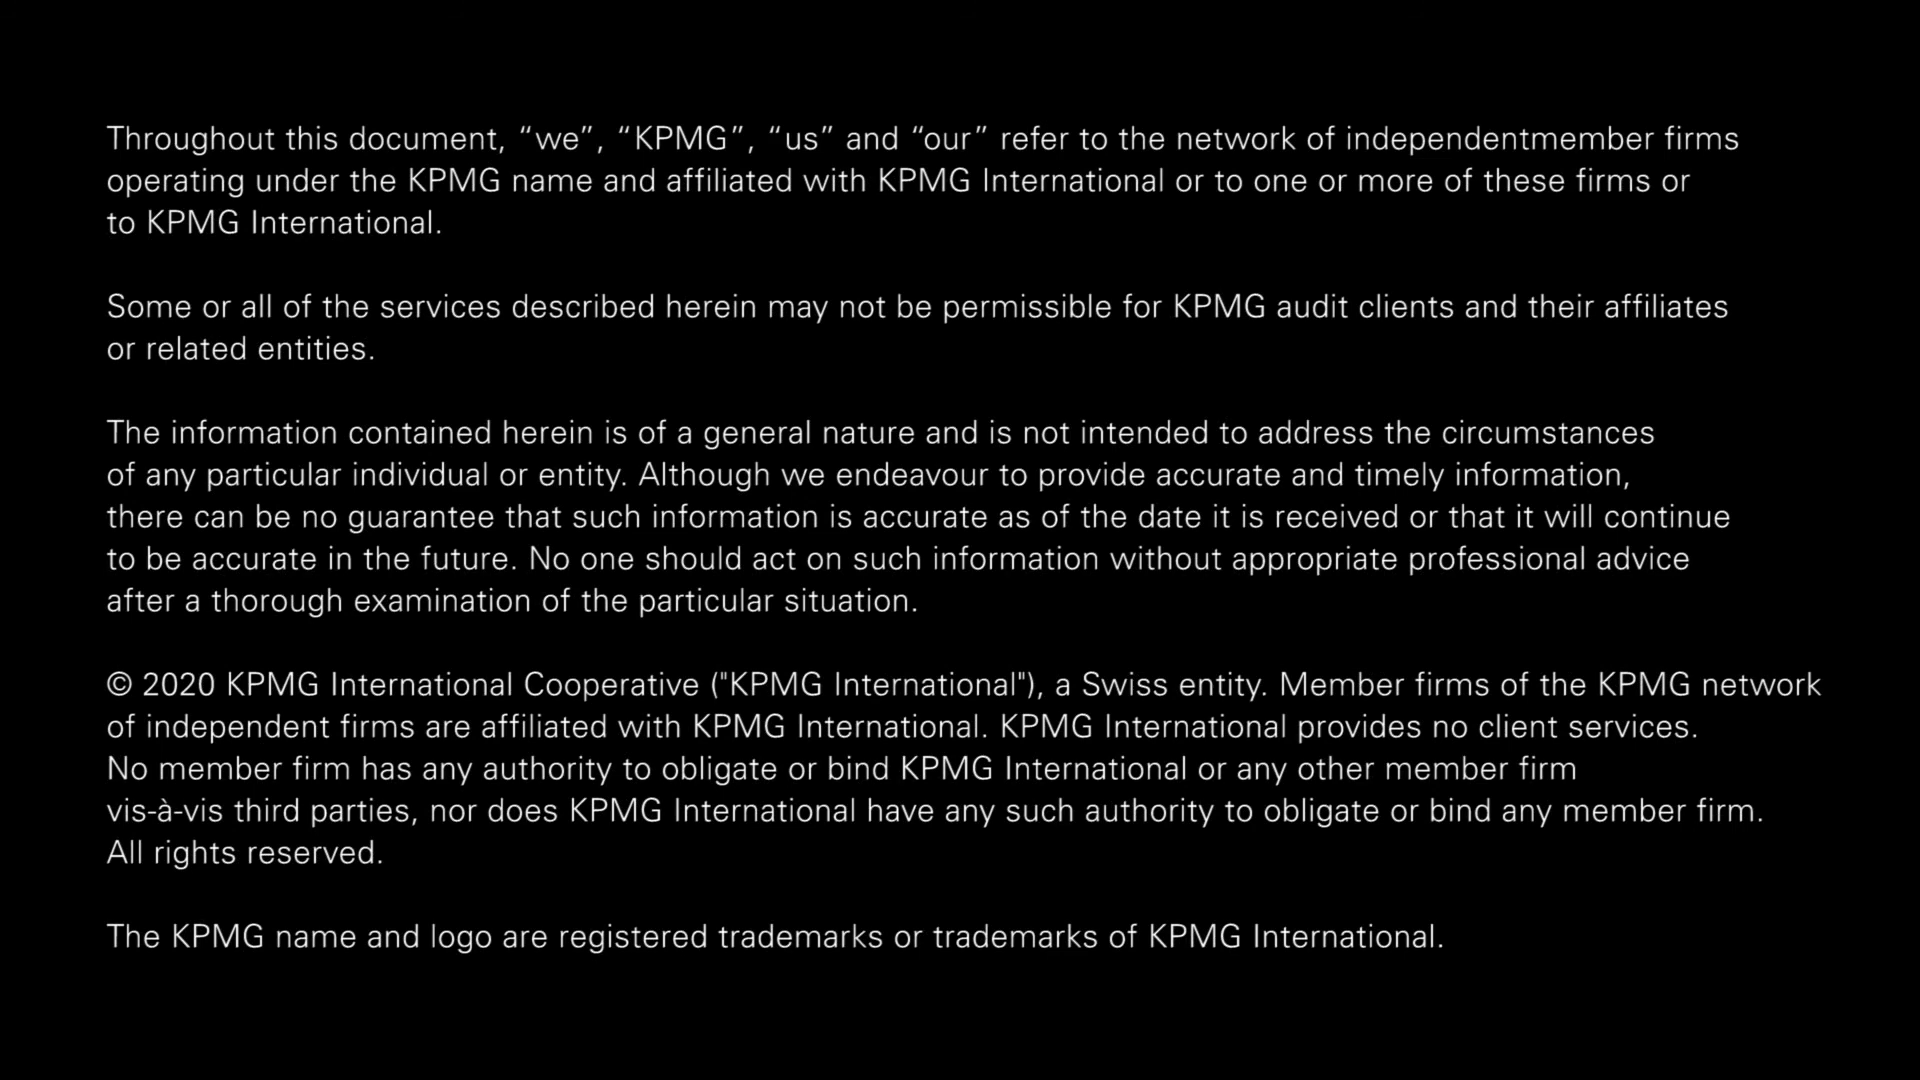 Throughout this document, “we”, “KPMG”, “us” and “our” refer to the network of independentmember firms
operating under the KPMG name and affiliated with KPMG International or to one or more of these firms or
to KPMG International.
Some or all of the services described herein may not be permissible for KPMG audit clients and their affiliates
or related entities.
The information contained herein is of a general nature and is not intended to address the circumstances
of any particular individual or entity. Although we endeavour to provide accurate and timely information,
there can be no guarantee that such information is accurate as of the date it is received or that it will continue
to be accurate in the future. No one should act on such information without appropriate professional advice
after a thorough examination of the particular situation.
© 2020 KPMG International Cooperative ("KPMG International"), a Swiss entity. Member firms of the KPMG network
of independent firms are affiliated with KPMG International. KPMG International provides no client services.
No member firm has any authority to obligate or bind KPMG International or any other member firm
vis-à-vis third parties, nor does KPMG International have any such authority to obligate or bind any member firm.
All rights reserved.
The KPMG name and logo are registered trademarks or trademarks of KPMG International.